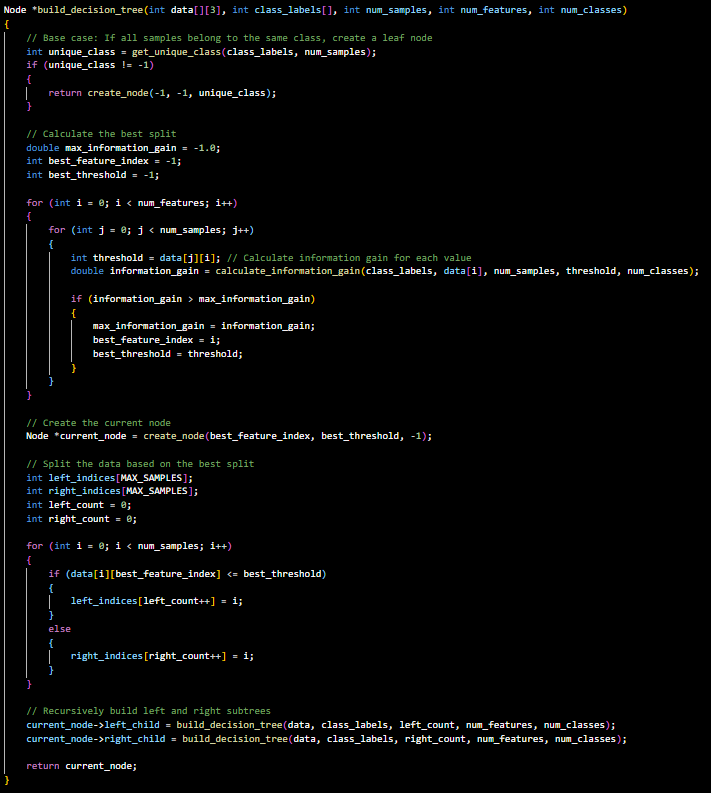 Node *build_decision_tree(int data[][3], int class_labels[], int num_samples, int num_features, int num_classes)
{
// Base case: If all samples belong to the same class, create a leaf node
int unique_class = get_unique_class(class_labels, num_samples);
if (unique_class != -1)
{
return create_node(-1, -1, unique_class);
}
// Calculate the best split
double max_information_gain = -1.0;
int best_feature_index = -1;
int best_threshold = -1;
for (int i = 0; i < num_features; i++)
{
for (int j = 0; j < num_samples; j++)
{
int threshold = data[j][i]; // Calculate information gain for each value
double information_gain = calculate_information_gain(class_labels, data[i], num_samples, threshold, num_classes);
if (information_gain > max_information_gain)
{
max_information_gain = information_gain;
best_feature_index = i;
best_threshold = threshold;
}
}
}
// Create the current node
Node *current_node = create_node(best_feature_index, best_threshold, -1);
// Split the data based on the best split
int left_indices[MAX_SAMPLES];
int right_indices[MAX_SAMPLES];
int left_count = 0;
int right_count = 0;
for (int i = 0; i < num_samples; i++)
{
if (data[i][best_feature_index] <= best_threshold)
{
left_indices[left_count++] = i;
}
else
{
right_indices[right_count++] = i;
}
}
// Recursively build left and right subtrees
current_node->left_child = build_decision_tree(data, class_labels, left_count, num_features, num_classes);
current_node->right_child = build_decision_tree(data, class_labels, right_count, num_features, num_classes);
return current_node;
}